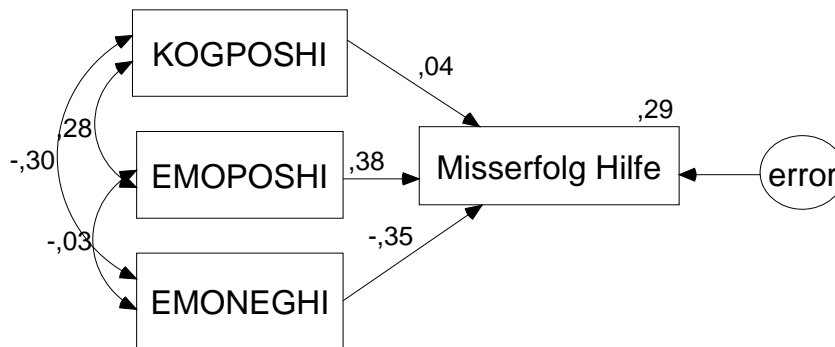 KOGPOSHI
,04
,29
,28
-,30
EMOPOSHI
,38
Misserfolg Hilfe
error
-,03
-,35
EMONEGHI